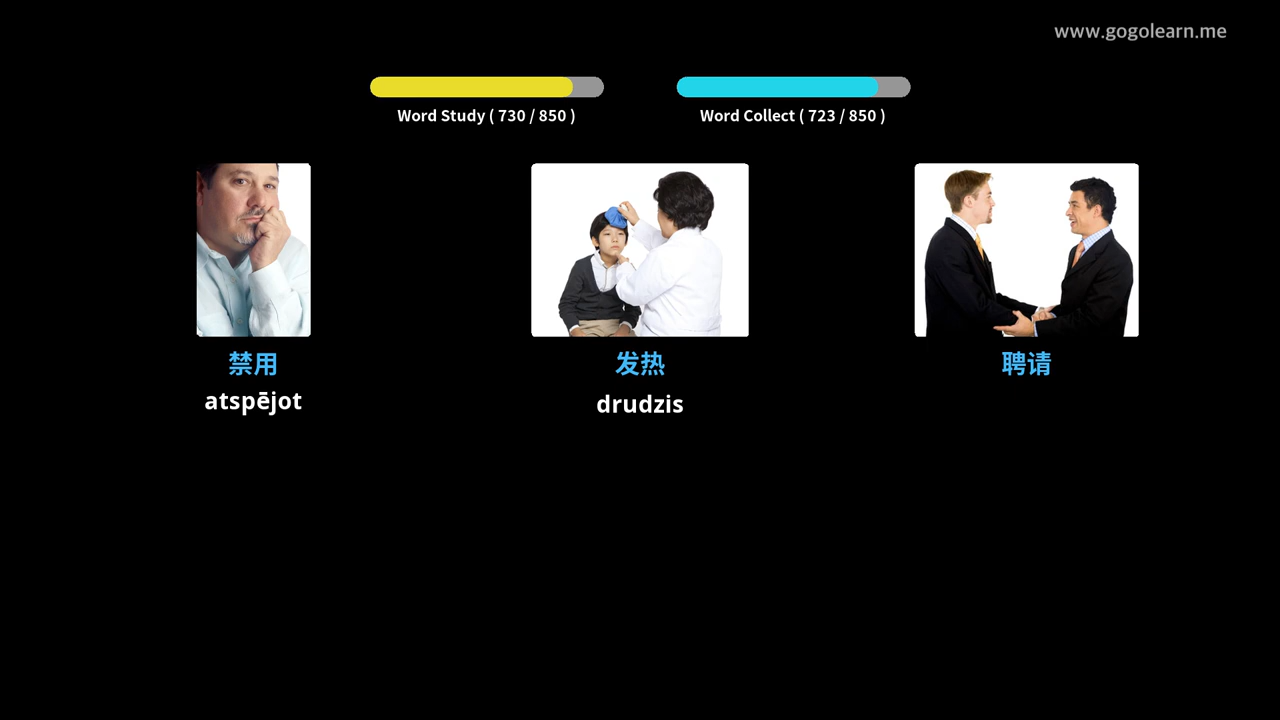 www.gogolearn.me
Word Study ( 730 / 850 )
Word Collect ( 723 / 850 )
禁用
发热
聘请
atspējot
drudzis